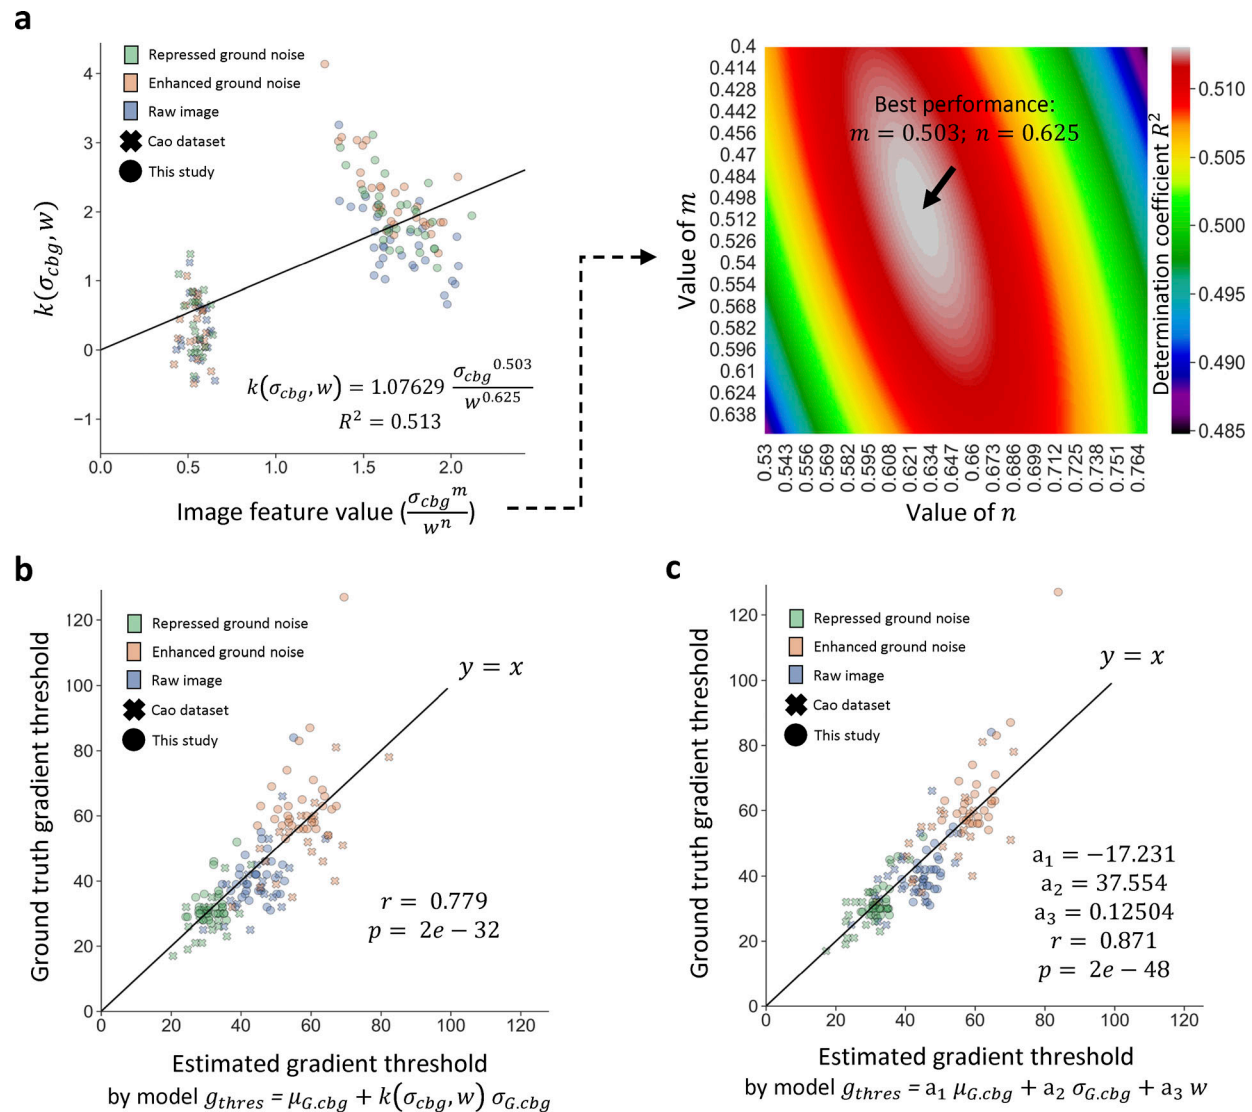 a
Repressed ground noise
Enhanced ground noise
Raw image
Cao dataset
This study
4
3
2
1
0
−1
k(σ_cbg, w)
k(σ_cbg, w) = 1.07629 σ_cbg^0.503 / w^0.625
R² = 0.513
0.0 0.5 1.0 1.5 2.0
Image feature value (σ_cbg^m / w^n)
Best performance:
m = 0.503; n = 0.625
Value of m
0.4
0.414
0.428
0.442
0.456
0.47
0.484
0.498
0.512
0.526
0.54
0.554
0.568
0.582
0.596
0.61
0.624
0.638
0.53 0.543 0.556 0.569 0.582 0.595 0.608 0.621 0.634 0.647 0.66 0.673 0.686 0.699 0.712 0.725 0.738 0.751 0.764
Value of n
Determination coefficient R²
0.510
0.505
0.500
0.495
0.490
0.485
b
Repressed ground noise
Enhanced ground noise
Raw image
Cao dataset
This study
y = x
r = 0.779
p = 2e − 32
Ground truth gradient threshold
120
100
80
60
40
20
0
0 20 40 60 80 100 120
Estimated gradient threshold
by model g_thres = μ_G.cbg + k(σ_cbg, w) σ_G.cbg
c
Repressed ground noise
Enhanced ground noise
Raw image
Cao dataset
This study
y = x
a₁ = −17.231
a₂ = 37.554
a₃ = 0.12504
r = 0.871
p = 2e − 48
Ground truth gradient threshold
120
100
80
60
40
20
0
0 20 40 60 80 100 120
Estimated gradient threshold
by model g_thres = a₁ μ_G.cbg + a₂ σ_G.cbg + a₃ w